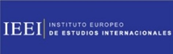 IEEI INSTITUTO EUROPEO
DE ESTUDIOS INTERNACIONALES